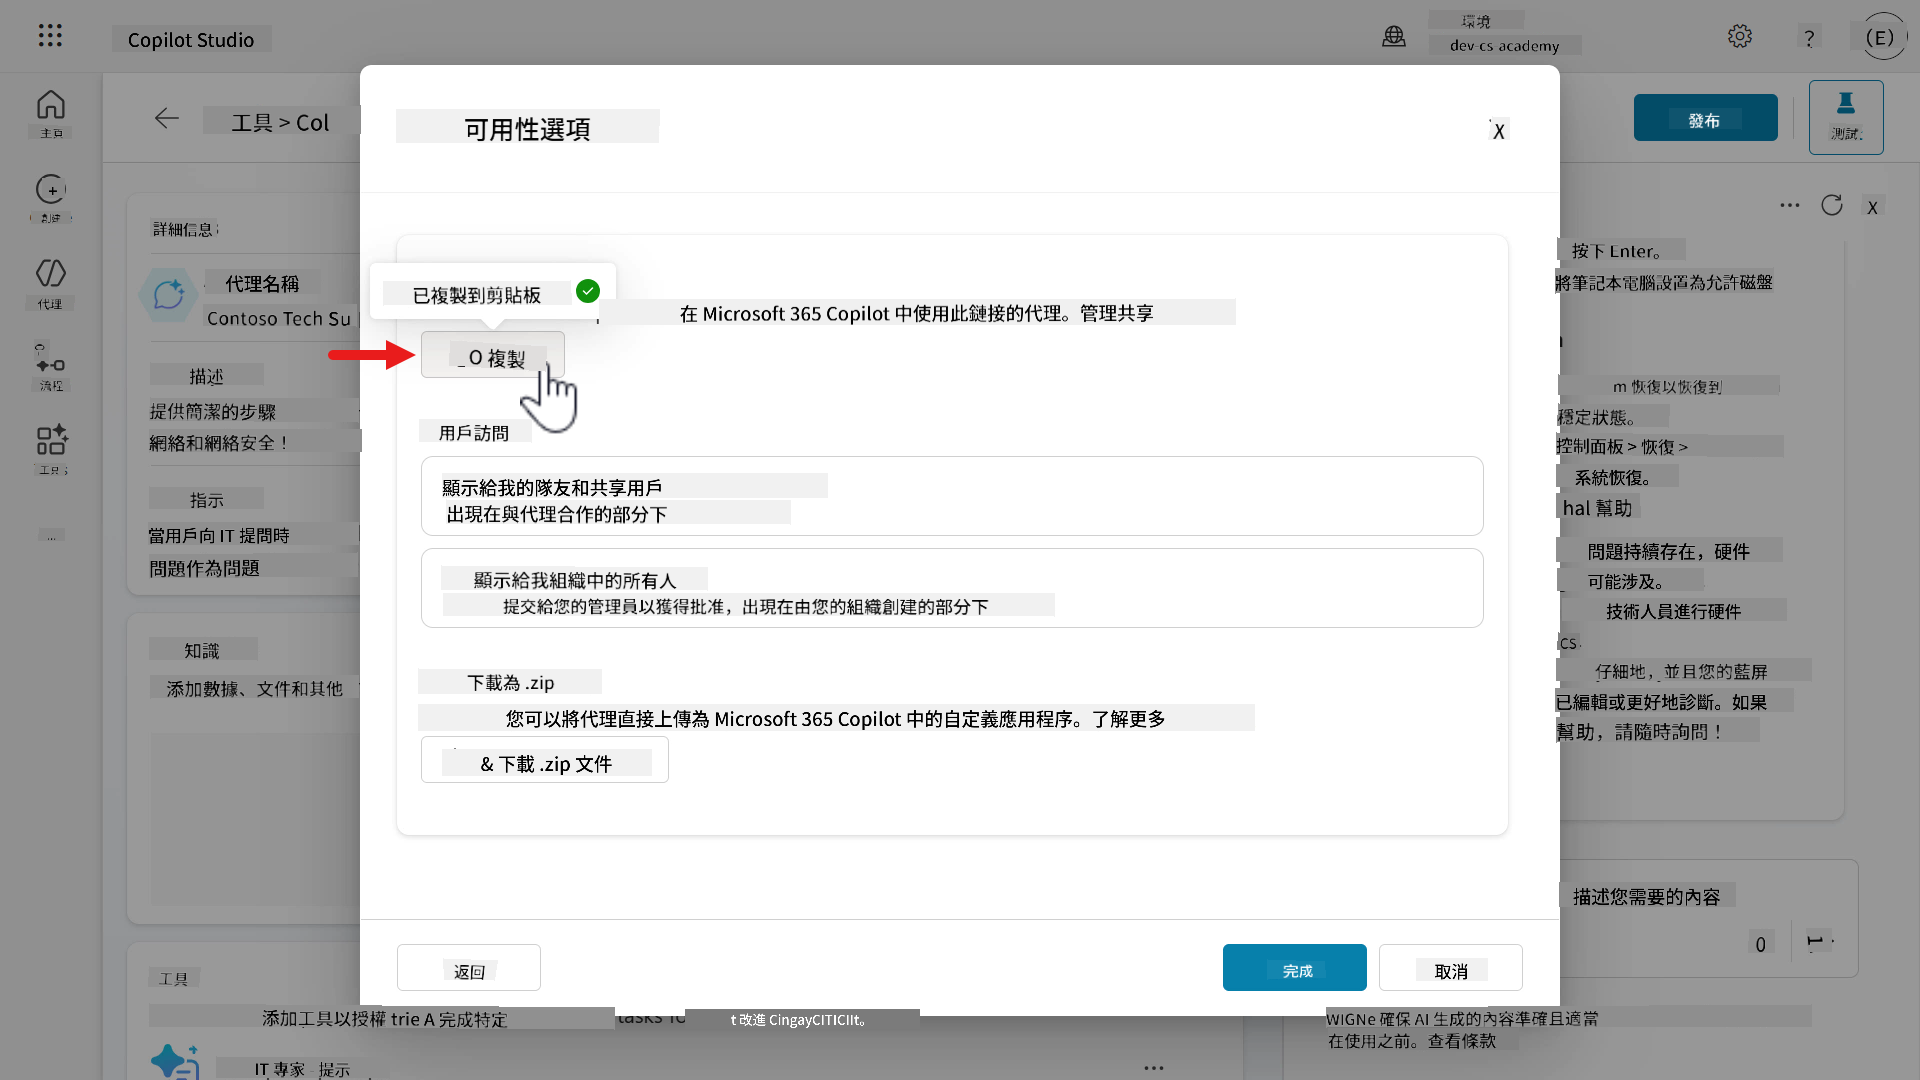 Copilot Studio
環境
dev-cs academy
?
(E)
工具 > Col
可用性選項
X
發布
測試
主頁
創建
代理
流程
工具
...
詳細信息
代理名稱
Contoso Tech Su
描述
提供簡潔的步驟
網絡和網絡安全！
指示
當用戶向 IT 提問時
問題作為問題
知識
添加數據、文件和其他
工具
添加工具以授權 trie A 完成特定
IT 專家 - 提示
已複製到剪貼板
在 Microsoft 365 Copilot 中使用此鏈接的代理。管理共享
_O 複製
用戶訪問
顯示給我的隊友和共享用戶
出現在與代理合作的部分下
顯示給我組織中的所有人
提交給您的管理員以獲得批准，出現在由您的組織創建的部分下
下載為 .zip
您可以將代理直接上傳為 Microsoft 365 Copilot 中的自定義應用程序。了解更多
& 下載 .zip 文件
返回
完成
取消
t 改進 CingayCITICIIt。
X
按下 Enter。
將筆記本電腦設置為允許磁盤
m 恢復以恢復到
穩定狀態。
控制面板 > 恢復 >
系統恢復。
hal 幫助
問題持續存在，硬件
可能涉及。
技術人員進行硬件
cs.
仔細地，並且您的藍屏
已編輯或更好地診斷。如果
幫助，請隨時詢問！
描述您需要的內容
0
WIGNe 確保 AI 生成的內容準確且適當
在使用之前。查看條款